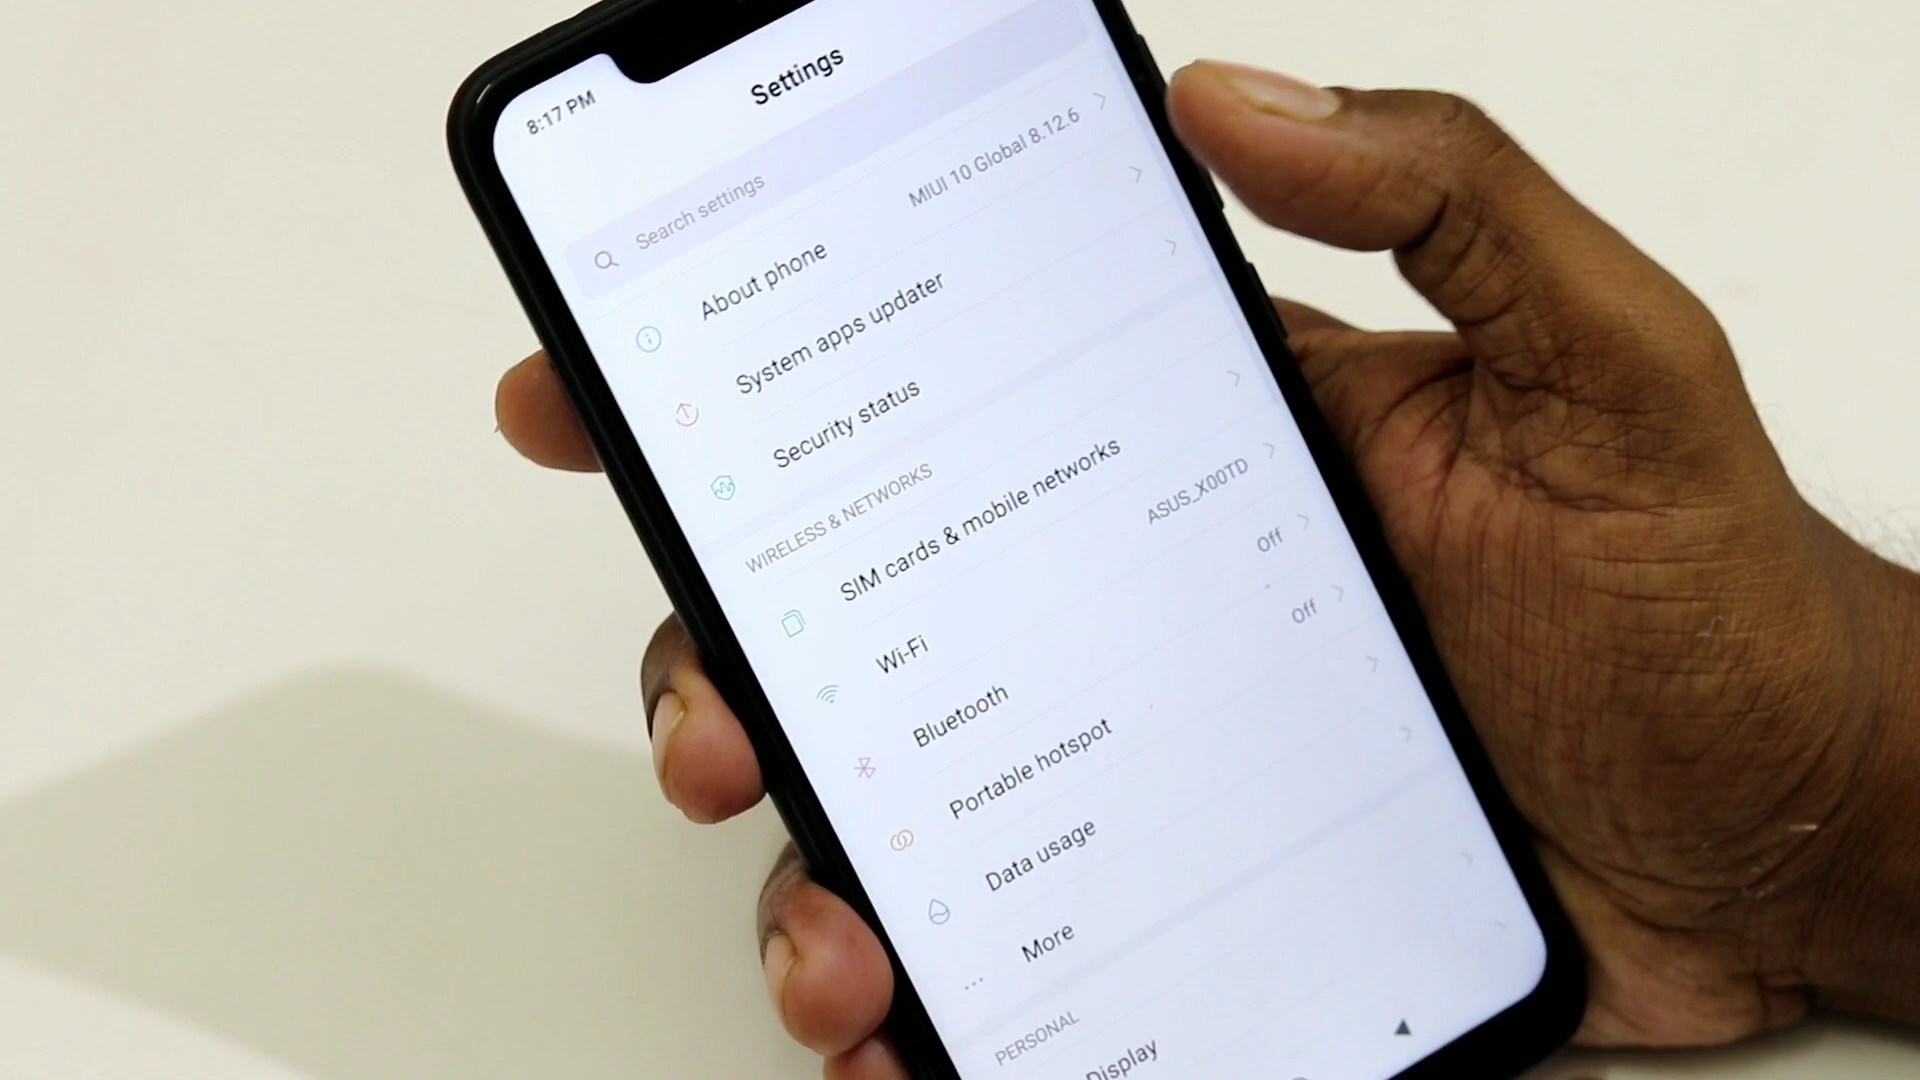 8:17 PM
Settings
Search settings
About phone MIUI 10 Global 8.12.6
System apps updater
Security status
WIRELESS & NETWORKS
SIM cards & mobile networks
Wi-Fi ASUS_X00TD
Bluetooth Off
Portable hotspot Off
Data usage
More
PERSONAL
Display